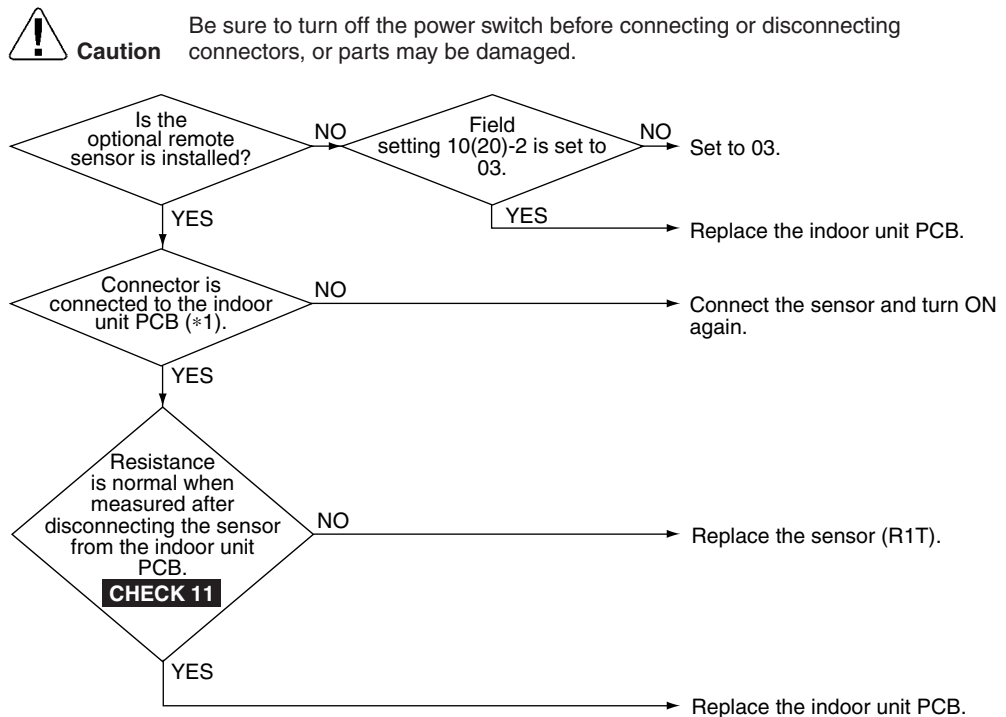 Be sure to turn off the power switch before connecting or disconnecting
Caution connectors, or parts may be damaged.
Is the
optional remote
sensor is installed?
NO
Field
setting 10(20)-2 is set to
03.
NO
Set to 03.
YES
YES
Replace the indoor unit PCB.
Connector is
connected to the indoor
unit PCB (*1).
NO
Connect the sensor and turn ON
again.
YES
Resistance
is normal when
measured after
disconnecting the sensor
from the indoor unit
PCB.
CHECK 11
NO
Replace the sensor (R1T).
YES
Replace the indoor unit PCB.